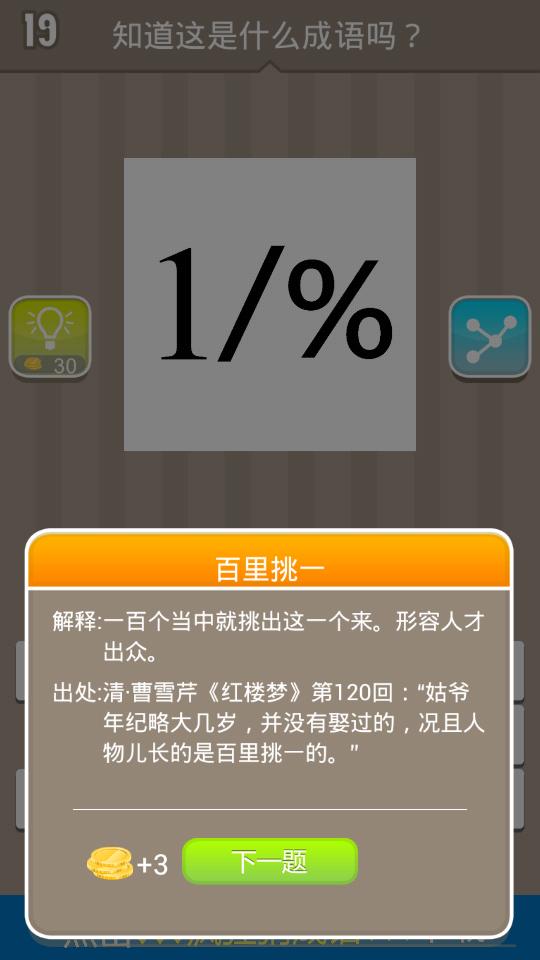 19
知道这是什么成语吗？
1/%
30
百里挑一
解释:一百个当中就挑出这一个来。形容人才
出众。
出处:清·曹雪芹《红楼梦》第120回：“姑爷
年纪略大几岁，并没有娶过的，况且人
物儿长的是百里挑一的。”
+3
下一题